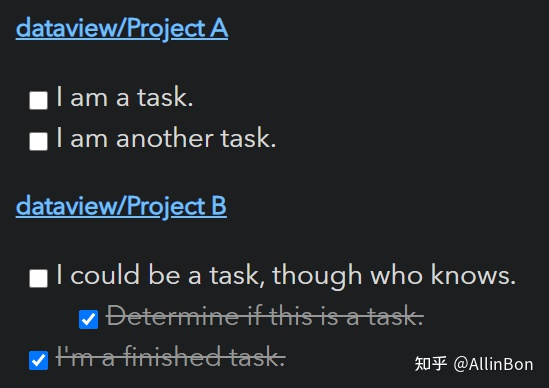 dataview/Project A
I am a task.
I am another task.
dataview/Project B
I could be a task, though who knows.
Determine if this is a task.
I'm a finished task.
知乎 @AllinBon